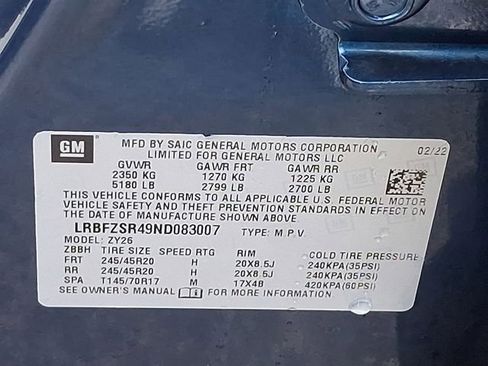 GM
MFD BY SAIC GENERAL MOTORS CORPORATION
LIMITED FOR GENERAL MOTORS LLC
02/22
GVWR GAWR FRT GAWR RR
2350 KG 1270 KG 1225 KG
5180 LB 2799 LB 2700 LB
THIS VEHICLE CONFORMS TO ALL APPLICABLE U.S. FEDERAL MOTOR
VEHICLE SAFETY AND THEFT PREVENTION STANDARDS IN EFFECT
ON THE DATE OF MANUFACTURE SHOWN ABOVE.
LRBFZSR49ND083007 TYPE: M.P.V.
MODEL: ZY26
ZBBH TIRE SIZE SPEED RTG RIM COLD TIRE PRESSURE
FRT 245/45R20 H 20X8.5J 240KPA(35PSI)
RR 245/45R20 H 20X8.5J 240KPA(35PSI)
SPA T145/70R17 M 17X4B 420KPA(60PSI)
SEE OWNER'S MANUAL FOR MORE INFORMATION.